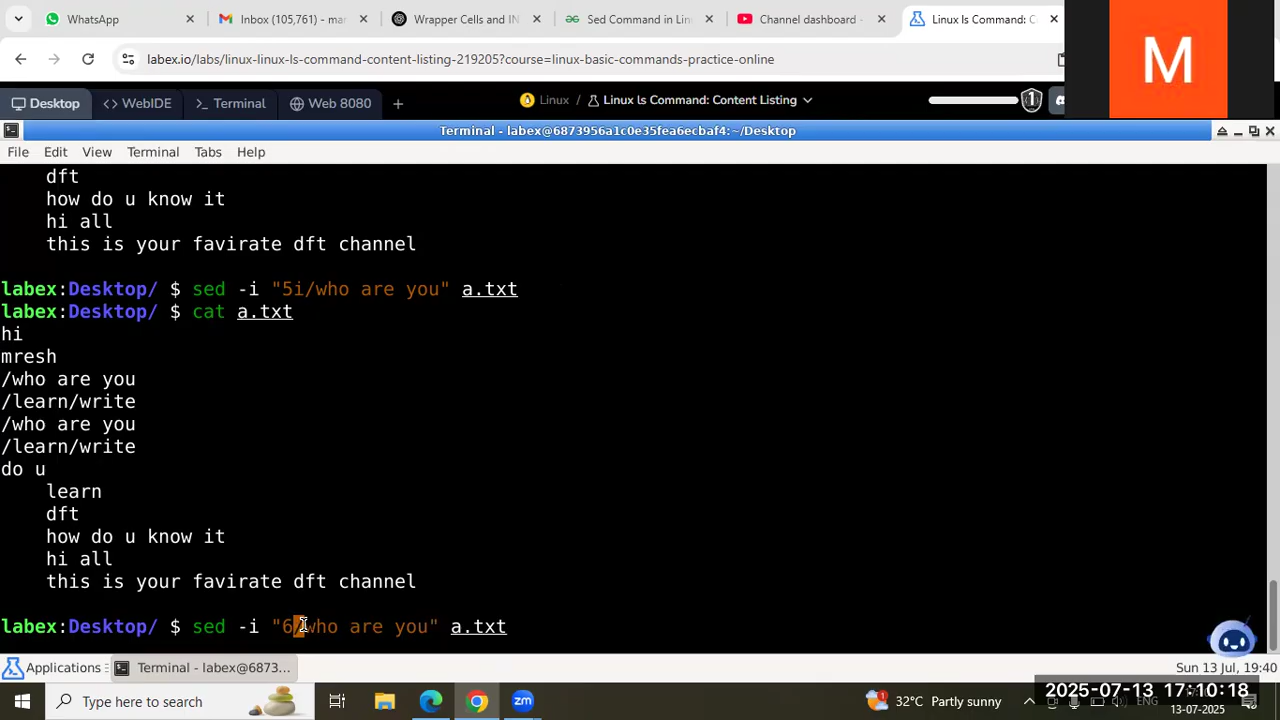 WhatsApp
Inbox (105,761) - mar
Wrapper Cells and IN
Sed Command in Linu
Channel dashboard -
Linux ls Command: C
labex.io/labs/linux-linux-ls-command-content-listing-219205?course=linux-basic-commands-practice-online
M
Desktop
<> WebIDE
Terminal
Web 8080
+
Linux / Linux ls Command: Content Listing
Terminal - labex@6873956a1c0e35fea6ecbaf4:~/Desktop
File Edit View Terminal Tabs Help
dft
how do u know it
hi all
this is your favirate dft channel
labex:Desktop/ $ sed -i "5i/who are you" a.txt
labex:Desktop/ $ cat a.txt
hi
mresh
/who are you
/learn/write
/who are you
/learn/write
do u
learn
dft
how do u know it
hi all
this is your favirate dft channel
labex:Desktop/ $ sed -i "6/who are you" a.txt
Applications
Terminal - labex@6873...
Sun 13 Jul, 19:40
Type here to search
32°C Partly sunny
ENG
2025-07-13 17:10:18
13-07-2025